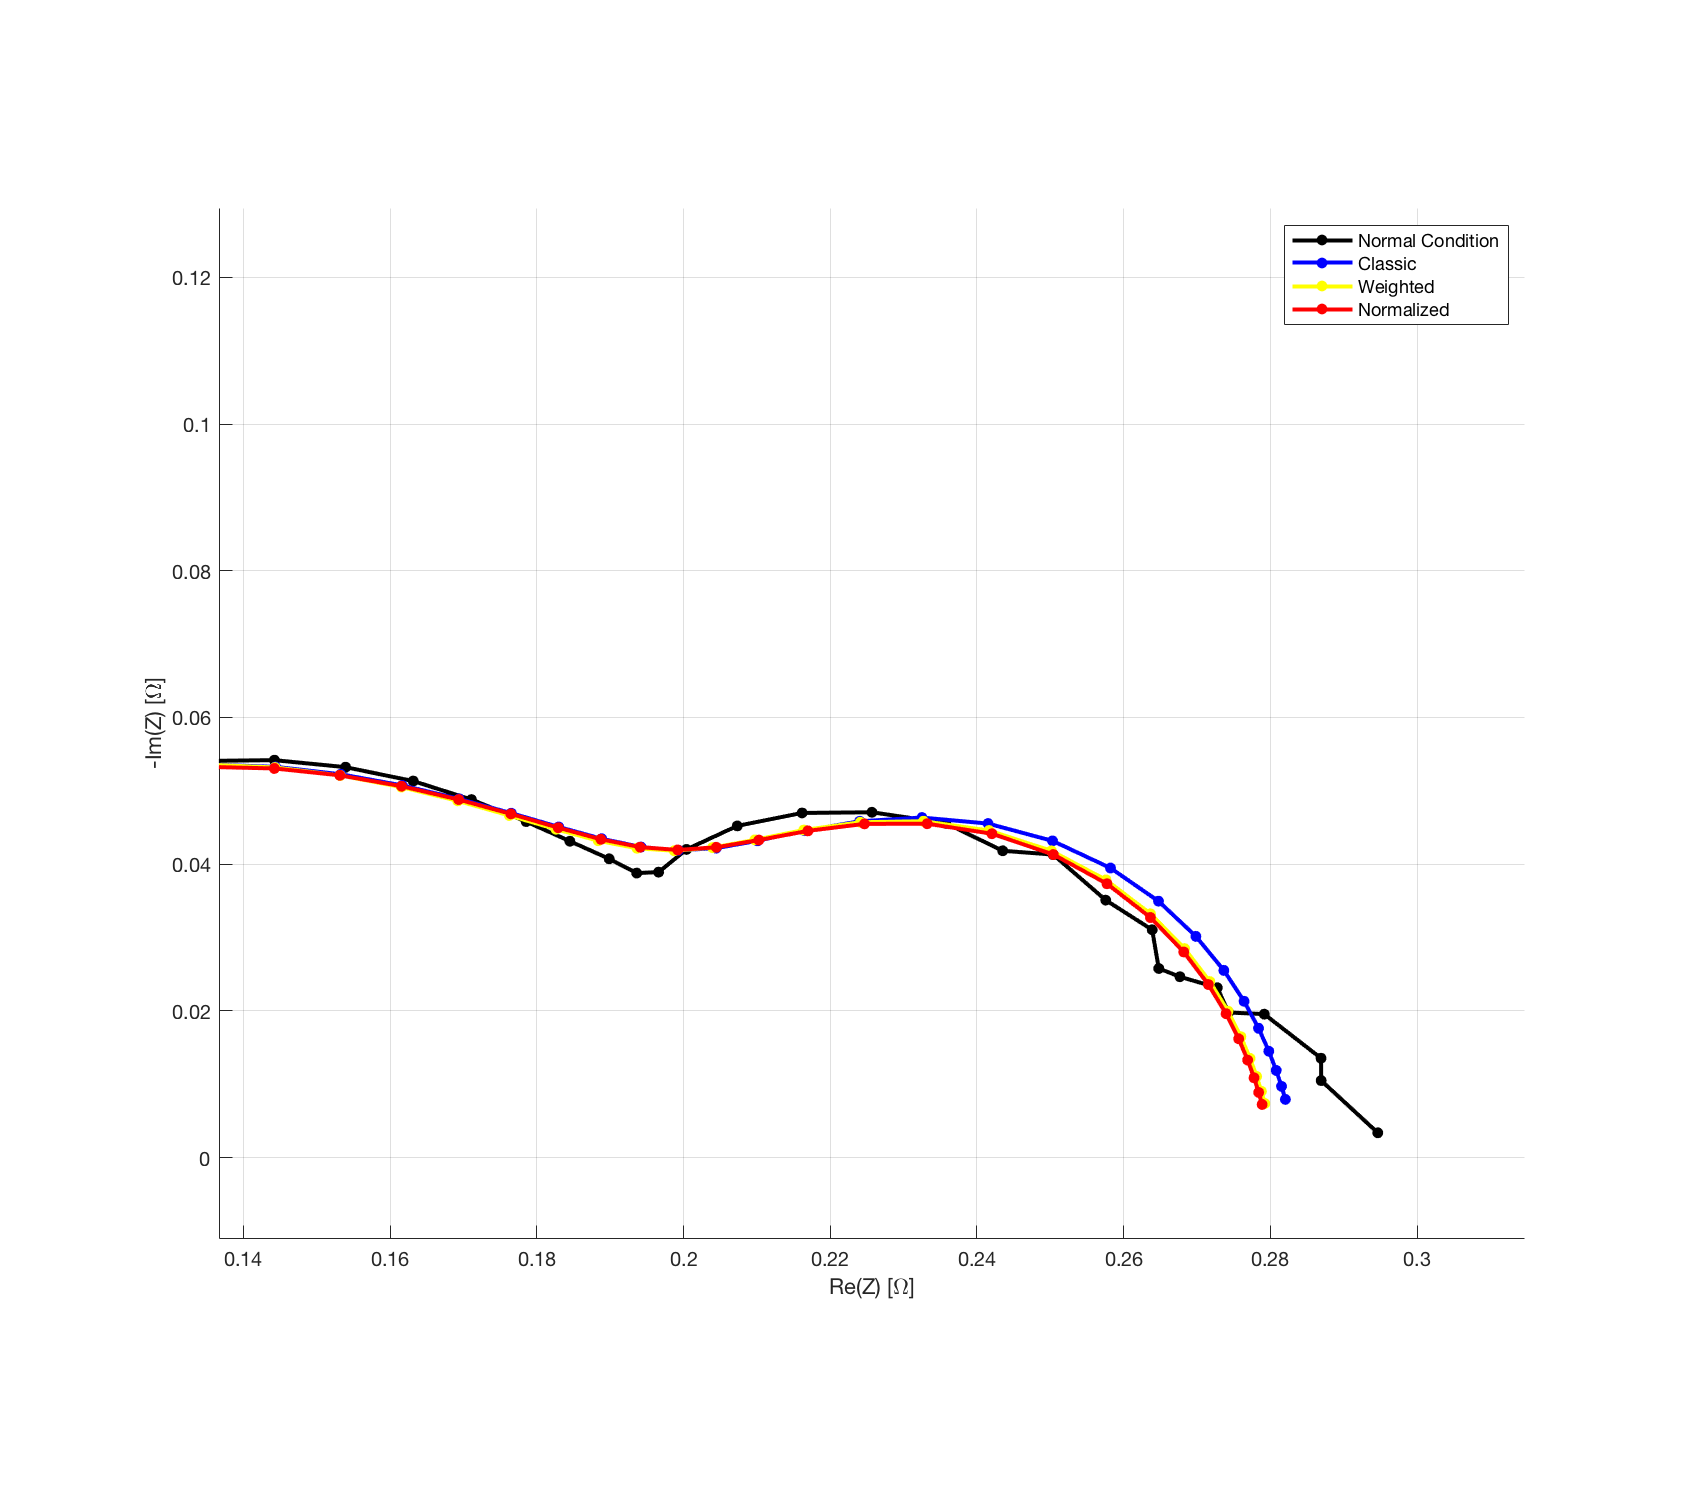 Normal Condition
Classic
Weighted
Normalized
0.12
0.1
0.08
0.06
0.04
0.02
0
-Im(Z) [Ω]
0.14 0.16 0.18 0.2 0.22 0.24 0.26 0.28 0.3
Re(Z) [Ω]